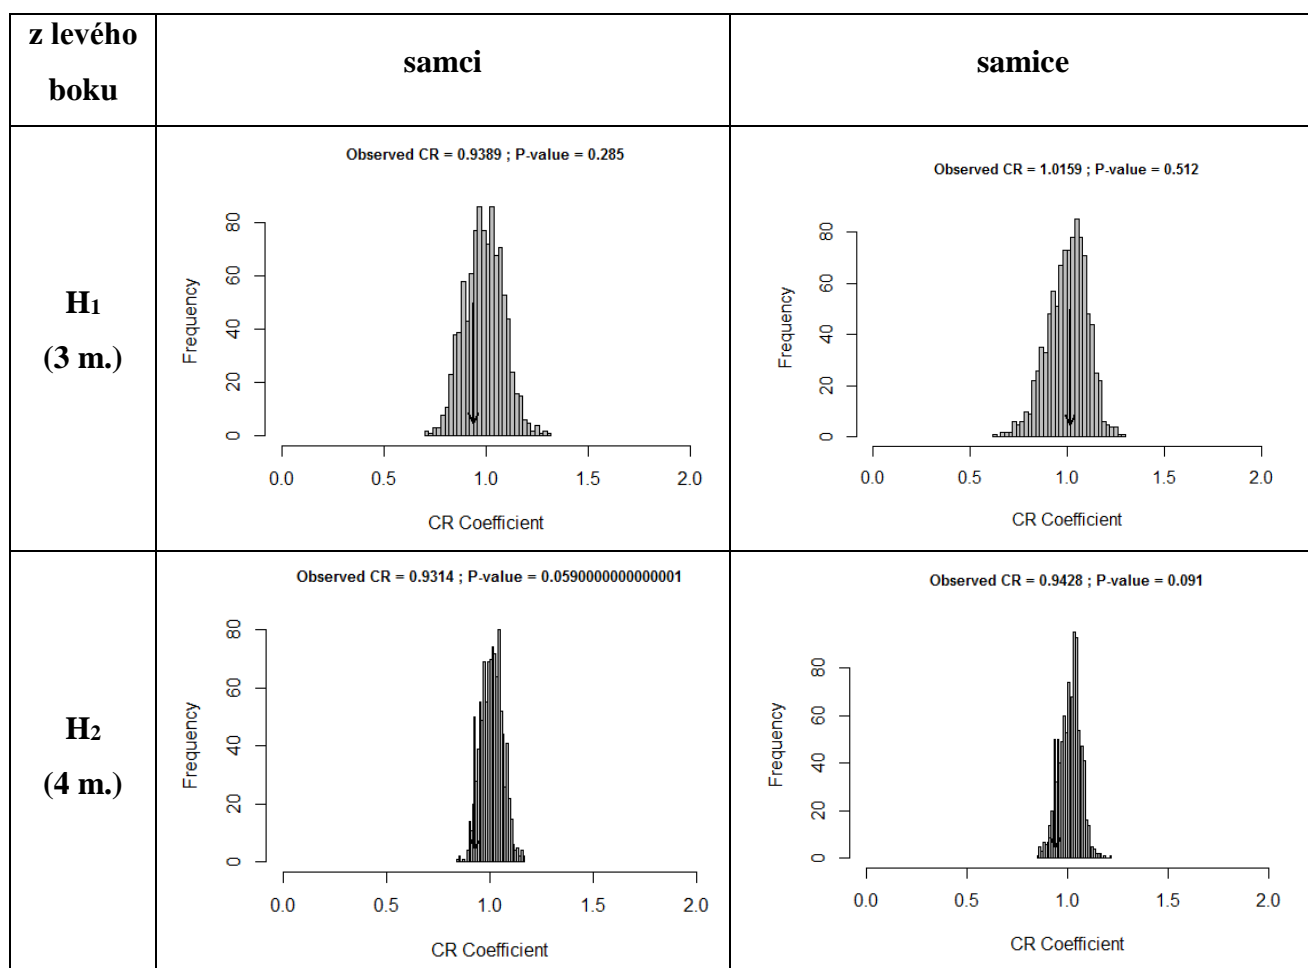 z levého
boku
samci
samice
H1
(3 m.)
Observed CR = 0.9389 ; P-value = 0.285
Frequency
80
60
40
20
0
0.0 0.5 1.0 1.5 2.0
CR Coefficient
Observed CR = 1.0159 ; P-value = 0.512
Frequency
80
60
40
20
0
0.0 0.5 1.0 1.5 2.0
CR Coefficient
H2
(4 m.)
Observed CR = 0.9314 ; P-value = 0.0590000000000001
Frequency
80
60
40
20
0
0.0 0.5 1.0 1.5 2.0
CR Coefficient
Observed CR = 0.9428 ; P-value = 0.091
Frequency
80
60
40
20
0
0.0 0.5 1.0 1.5 2.0
CR Coefficient